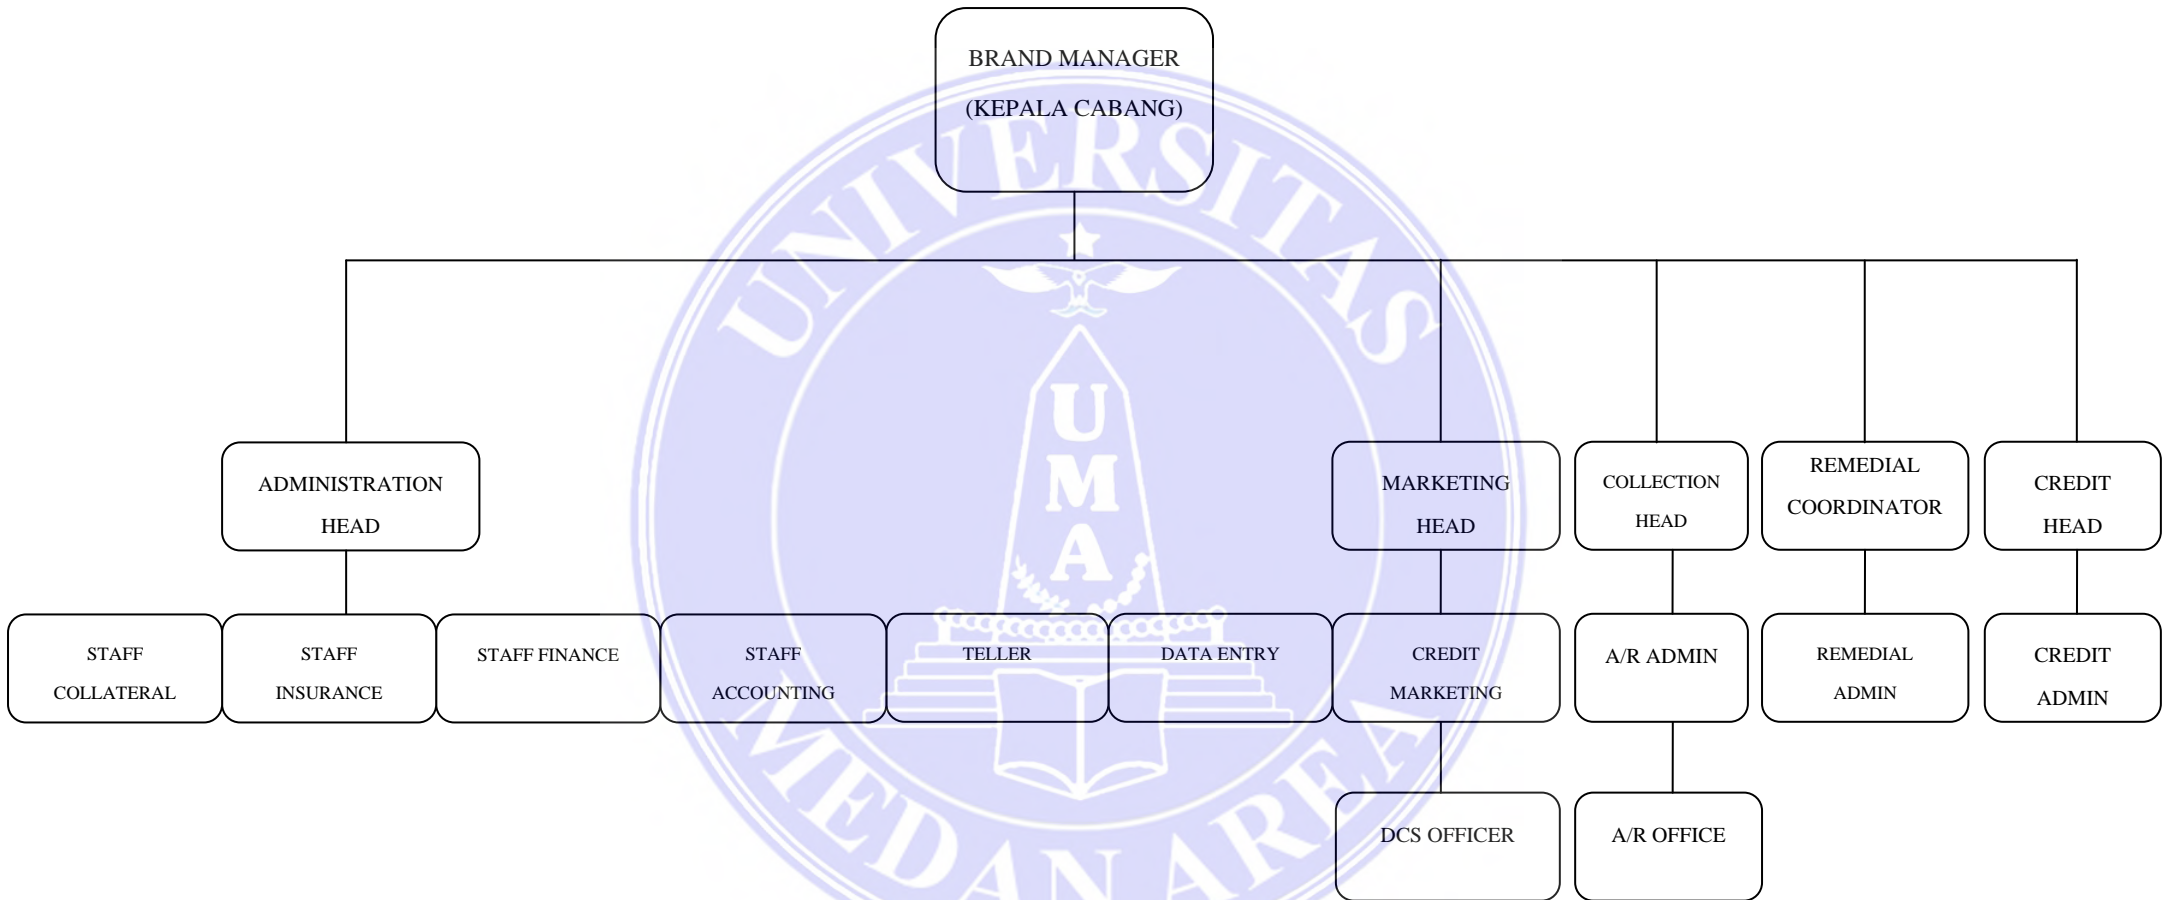 BRAND MANAGER
(KEPALA CABANG)
UNIVERSITAS
UMA
MEDAN AREA
ADMINISTRATION
HEAD
MARKETING
HEAD
COLLECTION
HEAD
REMEDIAL
COORDINATOR
CREDIT
HEAD
STAFF
COLLATERAL
STAFF
INSURANCE
STAFF FINANCE
STAFF
ACCOUNTING
TELLER
DATA ENTRY
CREDIT
MARKETING
A/R ADMIN
REMEDIAL
ADMIN
CREDIT
ADMIN
DCS OFFICER
A/R OFFICE